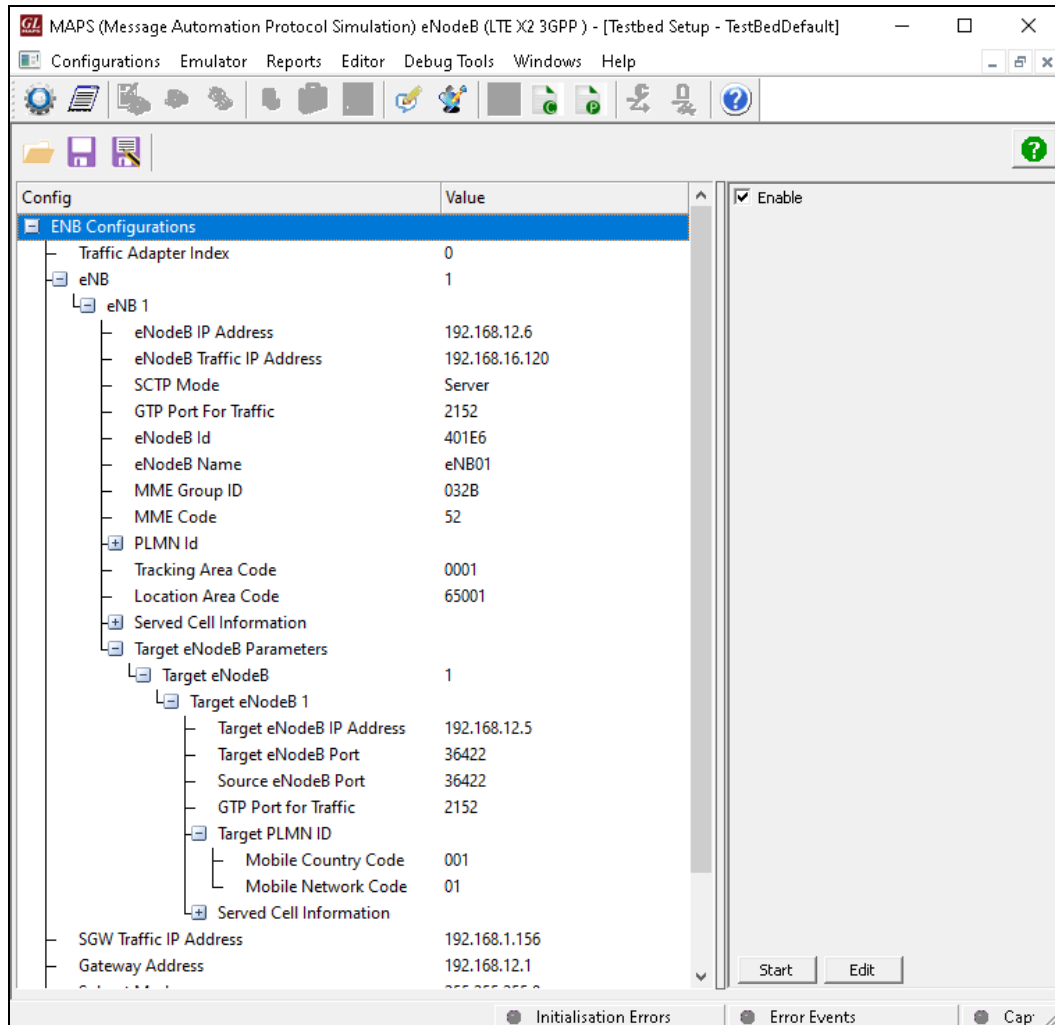 GL MAPS MAPS (Message Automation Protocol Simulation) eNodeB (LTE X2 3GPP ) - [Testbed Setup - TestBedDefault]
Configurations Emulator Reports Editor Debug Tools Windows Help
Config Value
Enable
ENB Configurations
Traffic Adapter Index 0
eNB 1
eNB 1
eNodeB IP Address 192.168.12.6
eNodeB Traffic IP Address 192.168.16.120
SCTP Mode Server
GTP Port For Traffic 2152
eNodeB Id 401E6
eNodeB Name eNB01
MME Group ID 032B
MME Code 52
PLMN Id
Tracking Area Code 0001
Location Area Code 65001
Served Cell Information
Target eNodeB Parameters
Target eNodeB 1
Target eNodeB 1
Target eNodeB IP Address 192.168.12.5
Target eNodeB Port 36422
Source eNodeB Port 36422
GTP Port for Traffic 2152
Target PLMN ID
Mobile Country Code 001
Mobile Network Code 01
Served Cell Information
SGW Traffic IP Address 192.168.1.156
Gateway Address 192.168.12.1
Start Edit
Initialisation Errors Error Events Cap